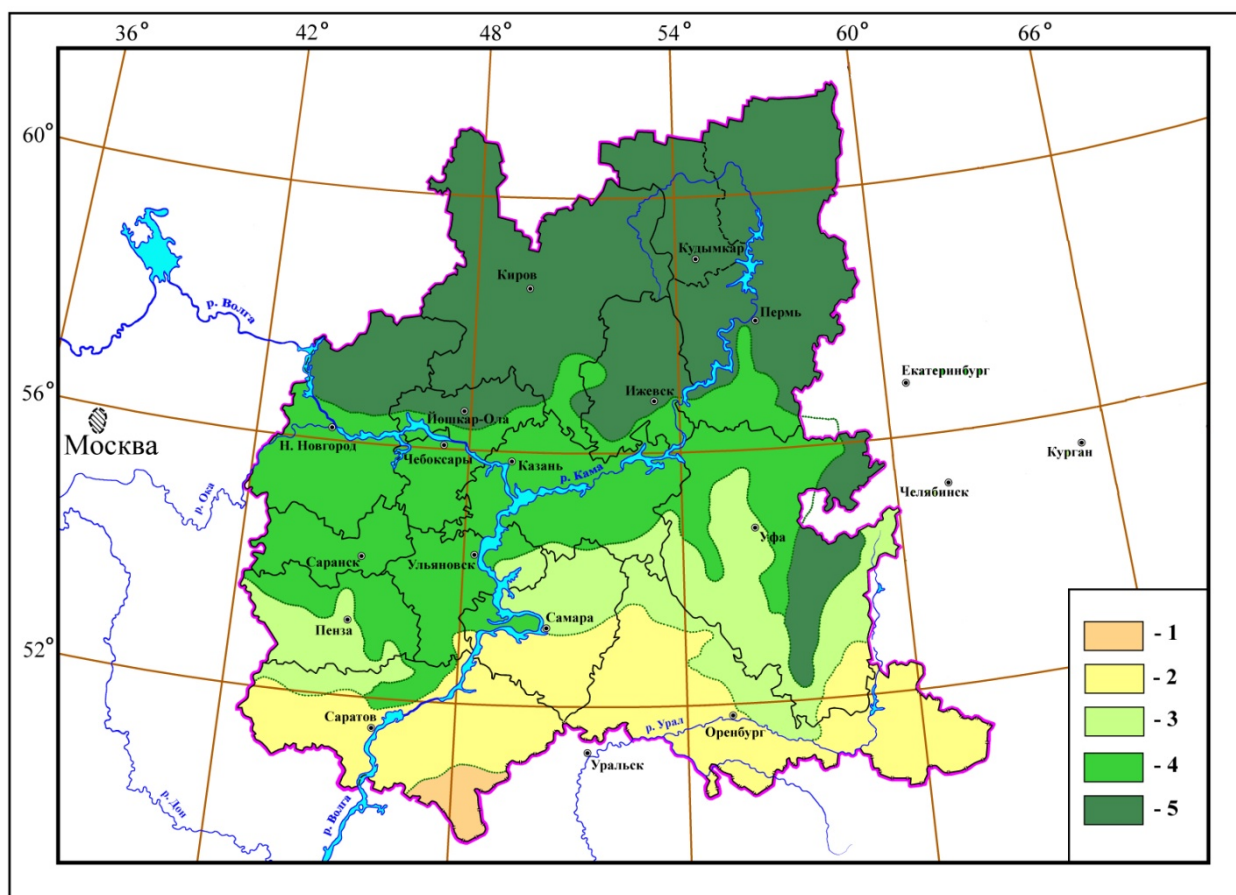 36° 42° 48° 54° 60° 66°
60°
Кудымкар
Киров
р. Волга
Пермь
56°
Екатеринбург
Ижевск
Йошкар-Ола
Москва
Н. Новгород
Чебоксары
Казань
Курган
р. Кама
Челябинск
р. Ока
Уфа
Саранск
Ульяновск
Самара
Пенза
52°
- 1
- 2
- 3
- 4
- 5
Саратов
р. Урал
Оренбург
Уральск
р. Дон
р. Волга